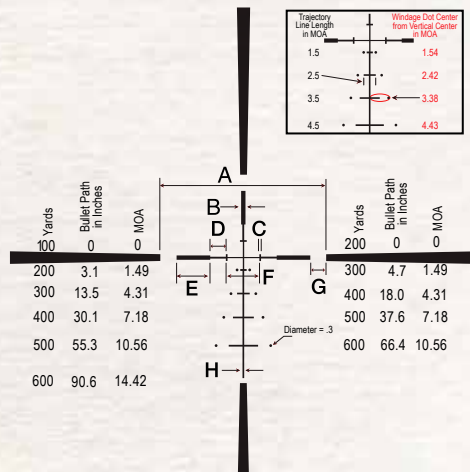 Trajectory Line Length in MOA
Windage Dot Center from Vertical Center in MOA
1.5 1.54
2.5 2.42
3.5 3.38
4.5 4.43
A
B
C
D
E
F
G
H
Diameter = .3
Yards Bullet Path in Inches MOA
100 0 0
200 3.1 1.49
300 13.5 4.31
400 30.1 7.18
500 55.3 10.56
600 90.6 14.42
Yards Bullet Path in Inches MOA
200 0 0
300 4.7 1.49
400 18.0 4.31
500 37.6 7.18
600 66.4 10.56